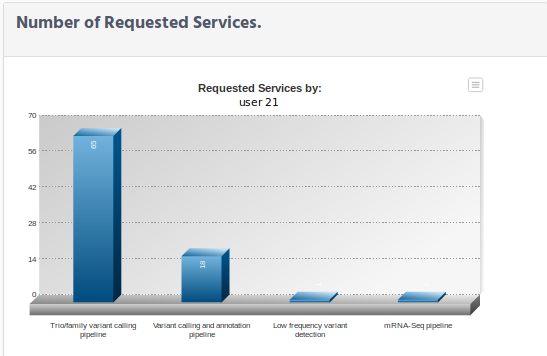 Number of Requested Services.
Requested Services by:
user 21
70
56
42
28
14
0
65
18
Trio/family variant calling
pipeline
Variant calling and annotation
pipeline
Low frequency variant
detection
mRNA-Seq pipeline